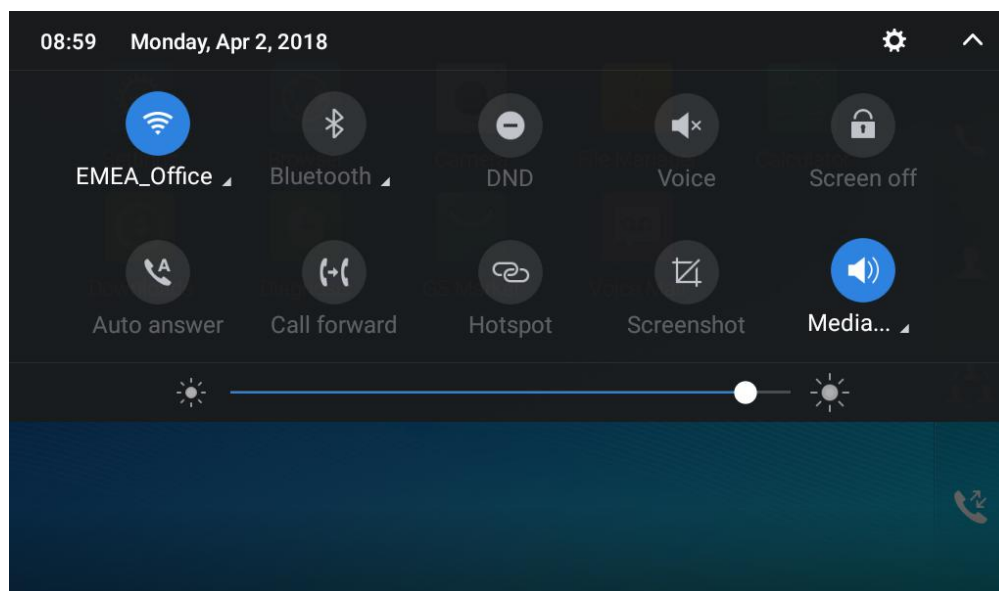 08:59 Monday, Apr 2, 2018
EMEA_Office Bluetooth DND Voice Screen off
A
Auto answer Call forward Hotspot Screenshot Media...